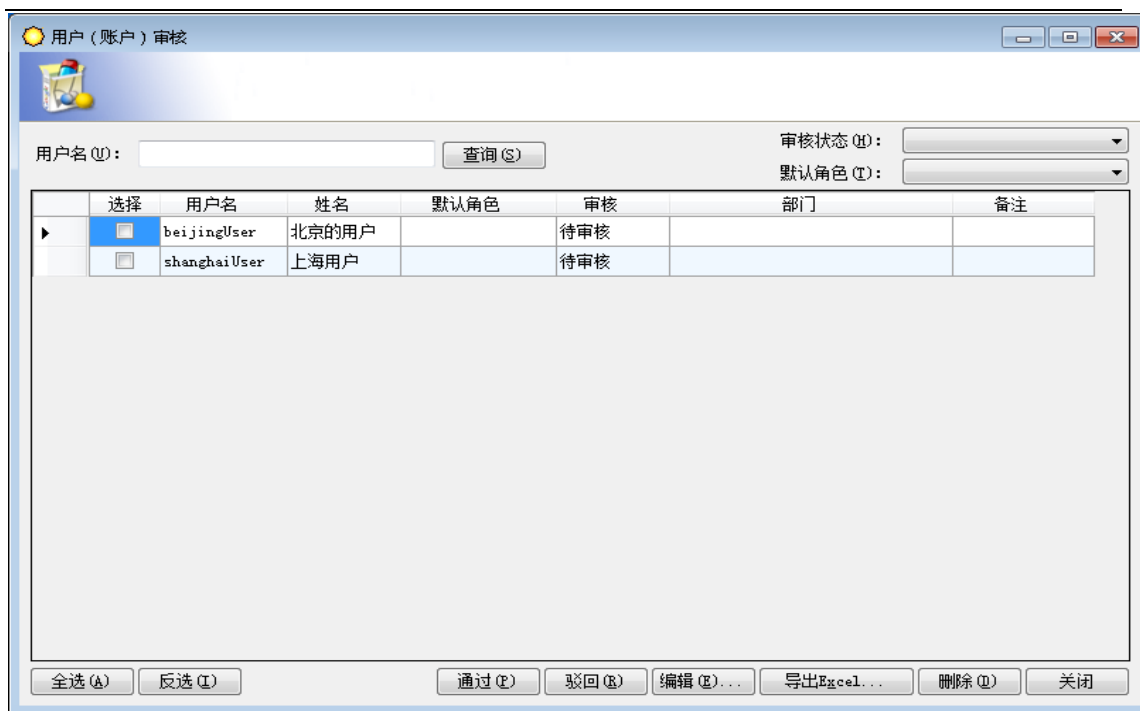 用户(账户)审核
用户名(U): 查询(S) 审核状态(H):
默认角色(T):
选择 用户名 姓名 默认角色 审核 部门 备注
beijingUser 北京的用户 待审核
shanghaiUser 上海用户 待审核
全选(A) 反选(I) 通过(P) 驳回(R) 编辑(E)... 导出Excel... 删除(D) 关闭